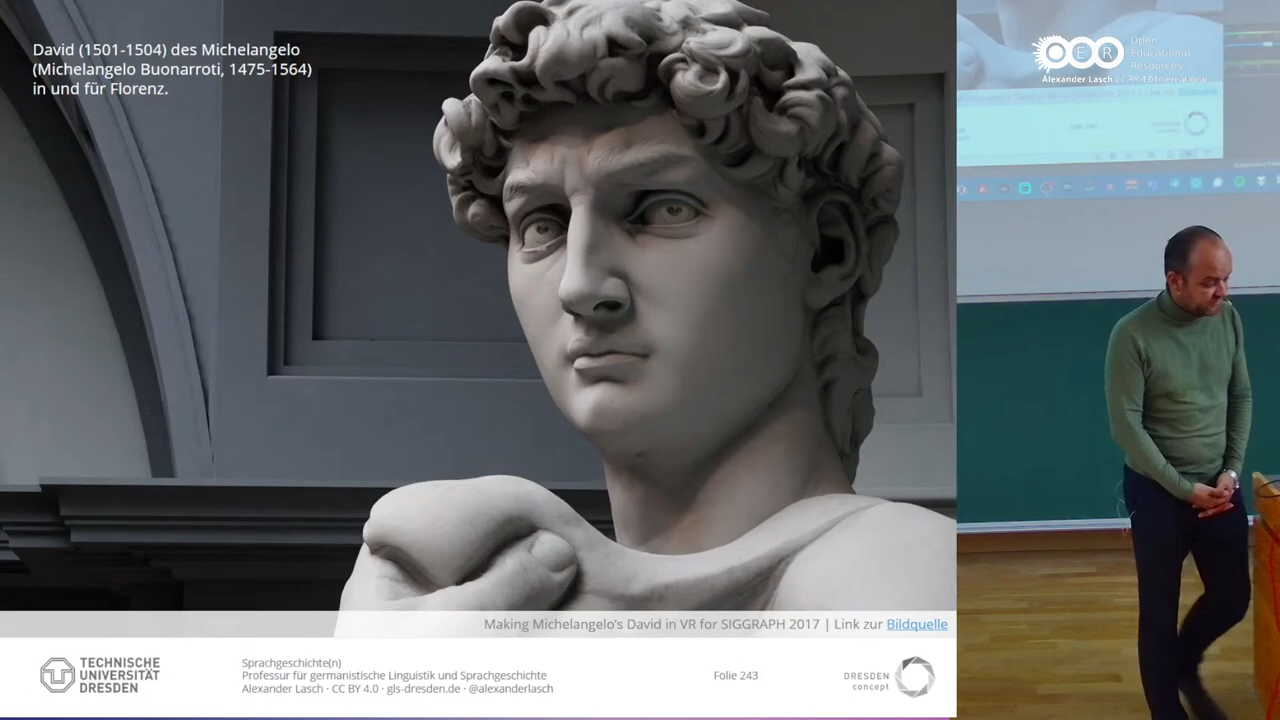 David (1501-1504) des Michelangelo
(Michelangelo Buonarroti, 1475-1564)
in und für Florenz.
OER
Open
Educational
Resources
Alexander Lasch CC BY 4.0 International
Making Michelangelo's David in VR for SIGGRAPH 2017 | Link zur Bildquelle
TECHNISCHE
UNIVERSITÄT
DRESDEN
Sprachgeschichte(n)
Professur für germanistische Linguistik und Sprachgeschichte
Alexander Lasch · CC BY 4.0 · gls-dresden.de · @alexanderlasch
Folie 243
DRESDEN
concept